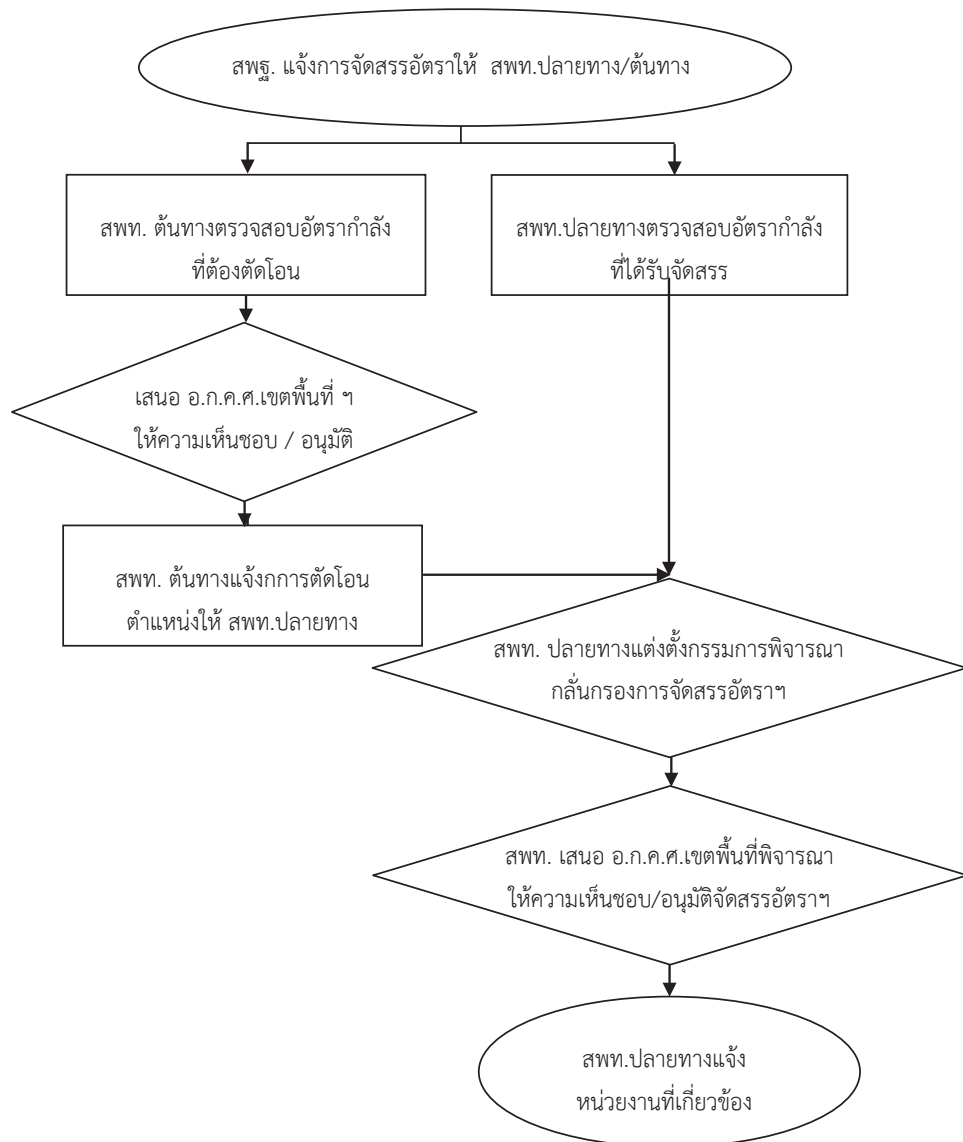 สพฐ. แจ้งการจัดสรรอัตราให้ สพท.ปลายทาง/ต้นทาง
สพท. ต้นทางตรวจสอบอัตรากำลัง
ที่ต้องตัดโอน
สพท.ปลายทางตรวจสอบอัตรากำลัง
ที่ได้รับจัดสรร
เสนอ อ.ก.ค.ศ.เขตพื้นที่ ฯ
ให้ความเห็นชอบ / อนุมัติ
สพท. ต้นทางแจ้งกการตัดโอน
ตำแหน่งให้ สพท.ปลายทาง
สพท. ปลายทางแต่งตั้งกรรมการพิจารณา
กลั่นกรองการจัดสรรอัตราฯ
สพท. เสนอ อ.ก.ค.ศ.เขตพื้นที่พิจารณา
ให้ความเห็นชอบ/อนุมัติจัดสรรอัตราฯ
สพท.ปลายทางแจ้ง
หน่วยงานที่เกี่ยวข้อง